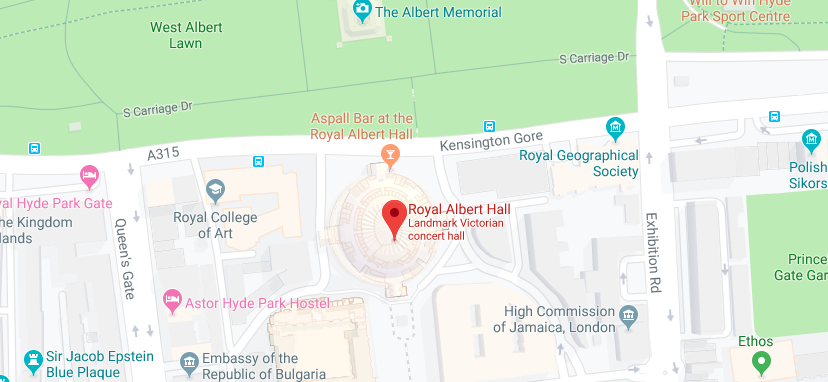 The Albert Memorial
Will to Win Hyde
Park Sport Centre
West Albert
Lawn
S Carriage Dr
S Carriage Dr
Aspall Bar at the
Royal Albert Hall
Kensington Gore
A315
Royal Geographical
Society
Polish
Sikors
yal Hyde Park Gate
Royal College
of Art
Royal Albert Hall
Landmark Victorian
concert hall
he Kingdom
lands
Queen's Gate
Exhibition Rd
Prince
Gate Gar
Astor Hyde Park Hostel
High Commission
of Jamaica, London
Ethos
Sir Jacob Epstein
Blue Plaque
Embassy of the
Republic of Bulgaria